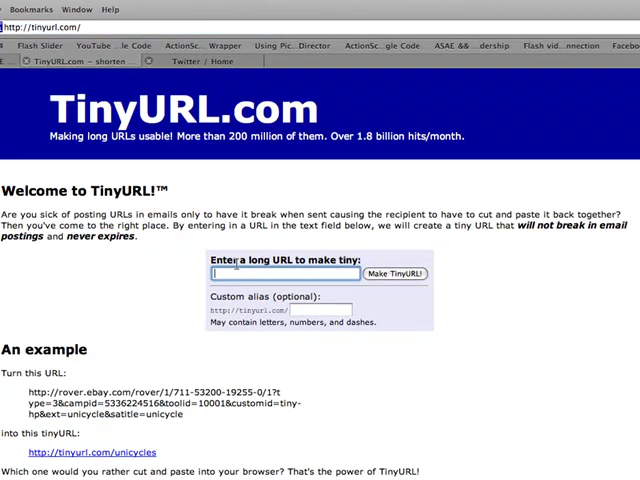 Bookmarks Window Help
http://tinyurl.com/
Flash Slider YouTube ...le Code ActionSc... Wrapper Using Pic...Director ActionSc...gle Code ASAE && ...dership Flash vid...nnection Facebook
TinyURL.com – shorten ... Twitter / Home
TinyURL.com
Making long URLs usable! More than 200 million of them. Over 1.8 billion hits/month.
Welcome to TinyURL!™
Are you sick of posting URLs in emails only to have it break when sent causing the recipient to have to cut and paste it back together?
Then you've come to the right place. By entering in a URL in the text field below, we will create a tiny URL that will not break in email
postings and never expires.
Enter a long URL to make tiny:
Make TinyURL!
Custom alias (optional):
http://tinyurl.com/
May contain letters, numbers, and dashes.
An example
Turn this URL:
http://rover.ebay.com/rover/1/711-53200-19255-0/1?t
ype=3&campid=5336224516&toolid=10001&customid=tiny-
hp&ext=unicycle&satitle=unicycle
into this tinyURL:
http://tinyurl.com/unicycles
Which one would you rather cut and paste into your browser? That's the power of TinyURL!